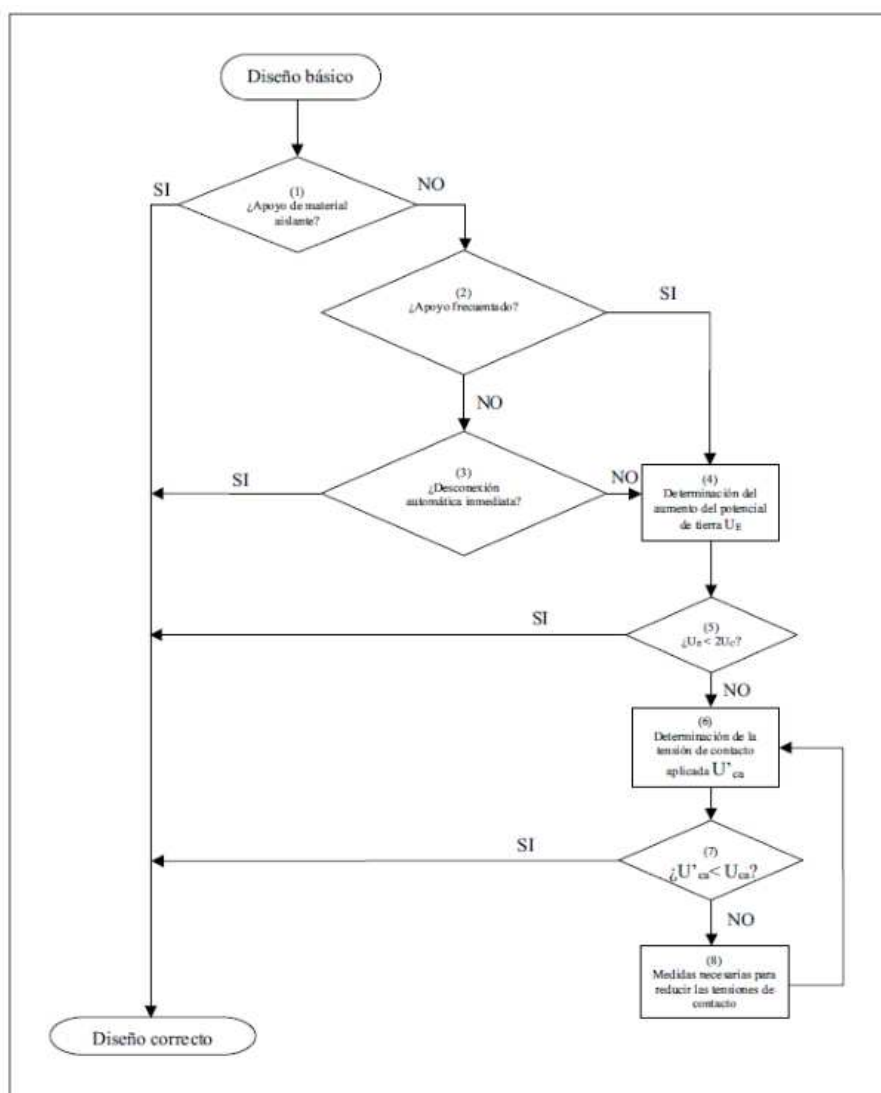 Diseño básico
SI
NO
(1)
¿Apoyo de material
aislante?
(2)
¿Apoyo frecuentado?
SI
NO
SI
(3)
¿Desconexión
automática inmediata?
NO
(4)
Determinación del
aumento del potencial
de tierra UE
SI
(5)
¿UE < 2UC?
NO
(6)
Determinación de la
tensión de contacto
aplicada U'ca
SI
(7)
¿U'ca< Uca?
NO
(8)
Medidas necesarias para
reducir las tensiones de
contacto
Diseño correcto